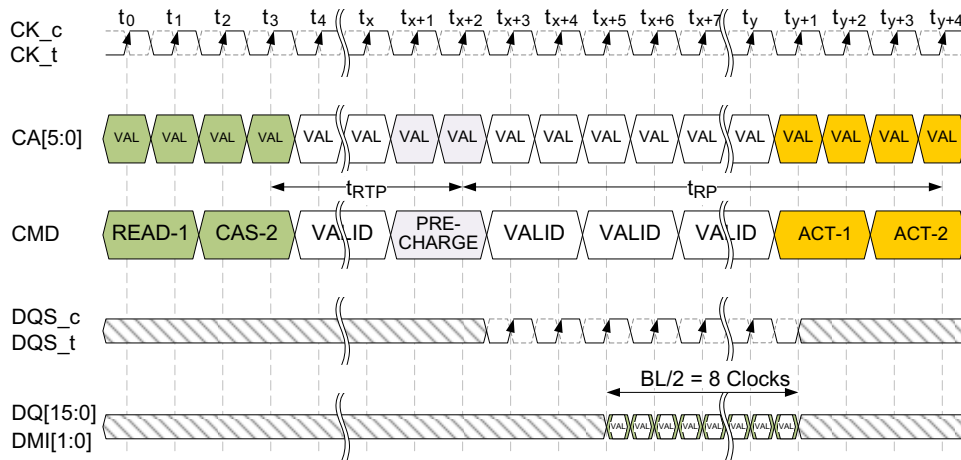 t0 t1 t2 t3 t4 tx tx+1 tx+2 tx+3 tx+4 tx+5 tx+6 tx+7 ty ty+1 ty+2 ty+3 ty+4
CK_c
CK_t
CA[5:0] VAL VAL VAL VAL VAL VAL VAL VAL VAL VAL VAL VAL VAL VAL VAL VAL VAL VAL
tRTP tRP
CMD READ-1 CAS-2 VALID PRE-CHARGE VALID VALID VALID ACT-1 ACT-2
DQS_c
DQS_t
BL/2 = 8 Clocks
DQ[15:0] VAL VAL VAL VAL VAL VAL VAL VAL
DMI[1:0]